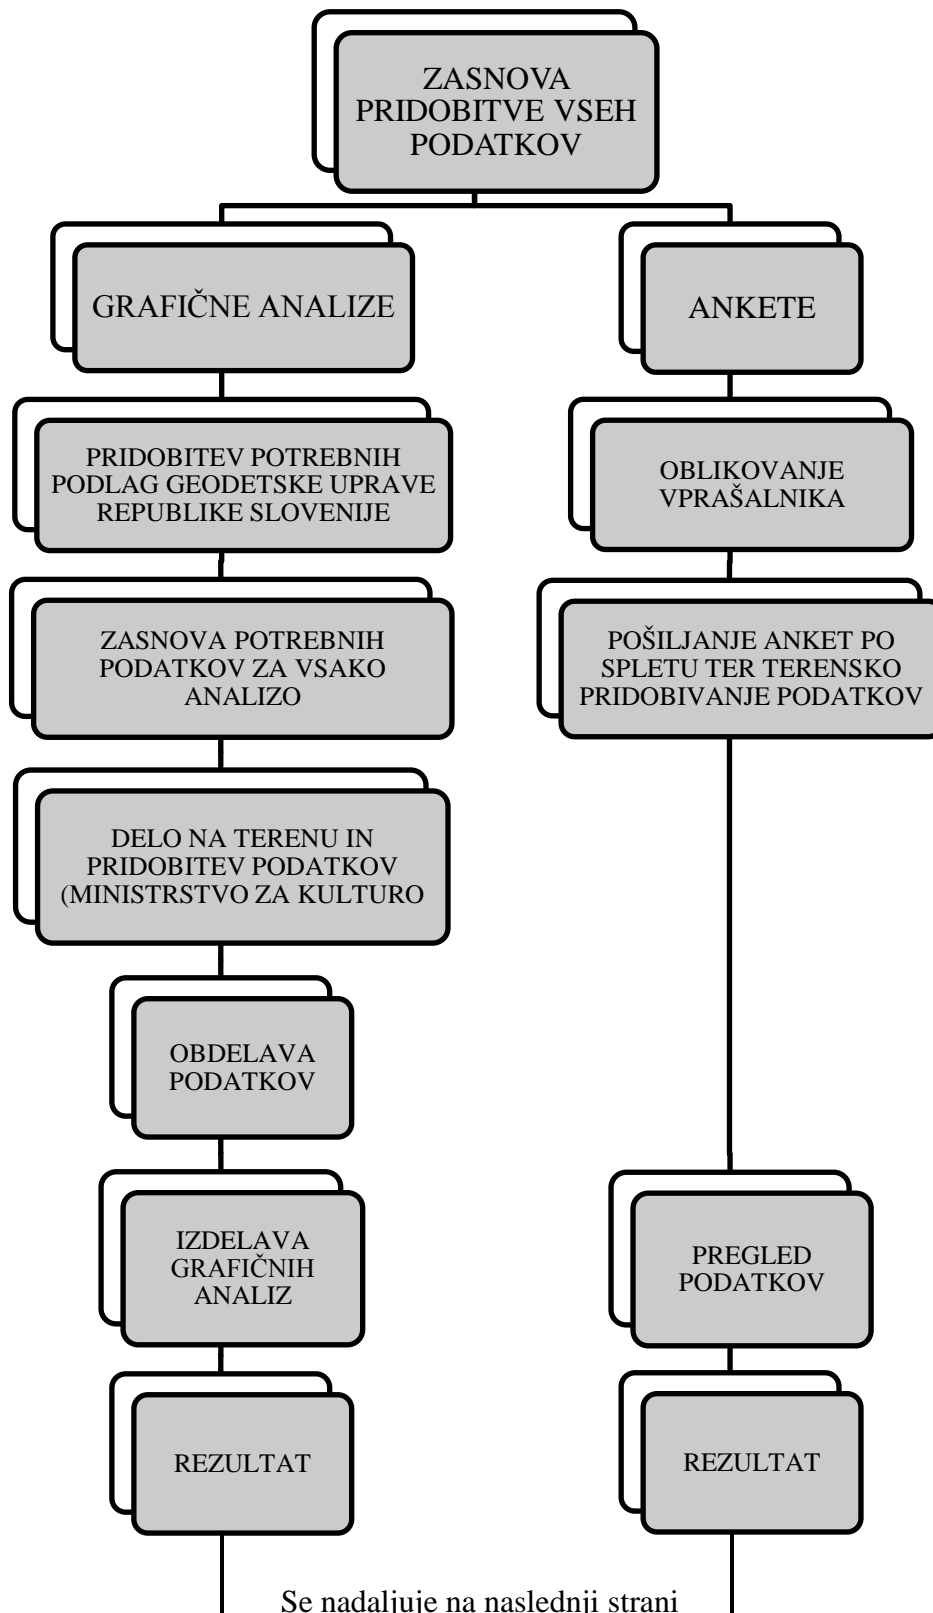 ZASNOVA
PRIDOBITVE VSEH
PODATKOV
GRAFIČNE ANALIZE
ANKETE
PRIDOBITEV POTREBNIH
PODLAG GEODETSKE UPRAVE
REPUBLIKE SLOVENIJE
OBLIKOVANJE
VPRAŠALNIKA
ZASNOVA POTREBNIH
PODATKOV ZA VSAKO
ANALIZO
POŠILJANJE ANKET PO
SPLETU TER TERENSKO
PRIDOBIVANJE PODATKOV
DELO NA TERENU IN
PRIDOBITEV PODATKOV
(MINISTRSTVO ZA KULTURO
OBDELAVA
PODATKOV
IZDELAVA
GRAFIČNIH
ANALIZ
PREGLED
PODATKOV
REZULTAT
REZULTAT
Se nadaljuje na naslednji strani